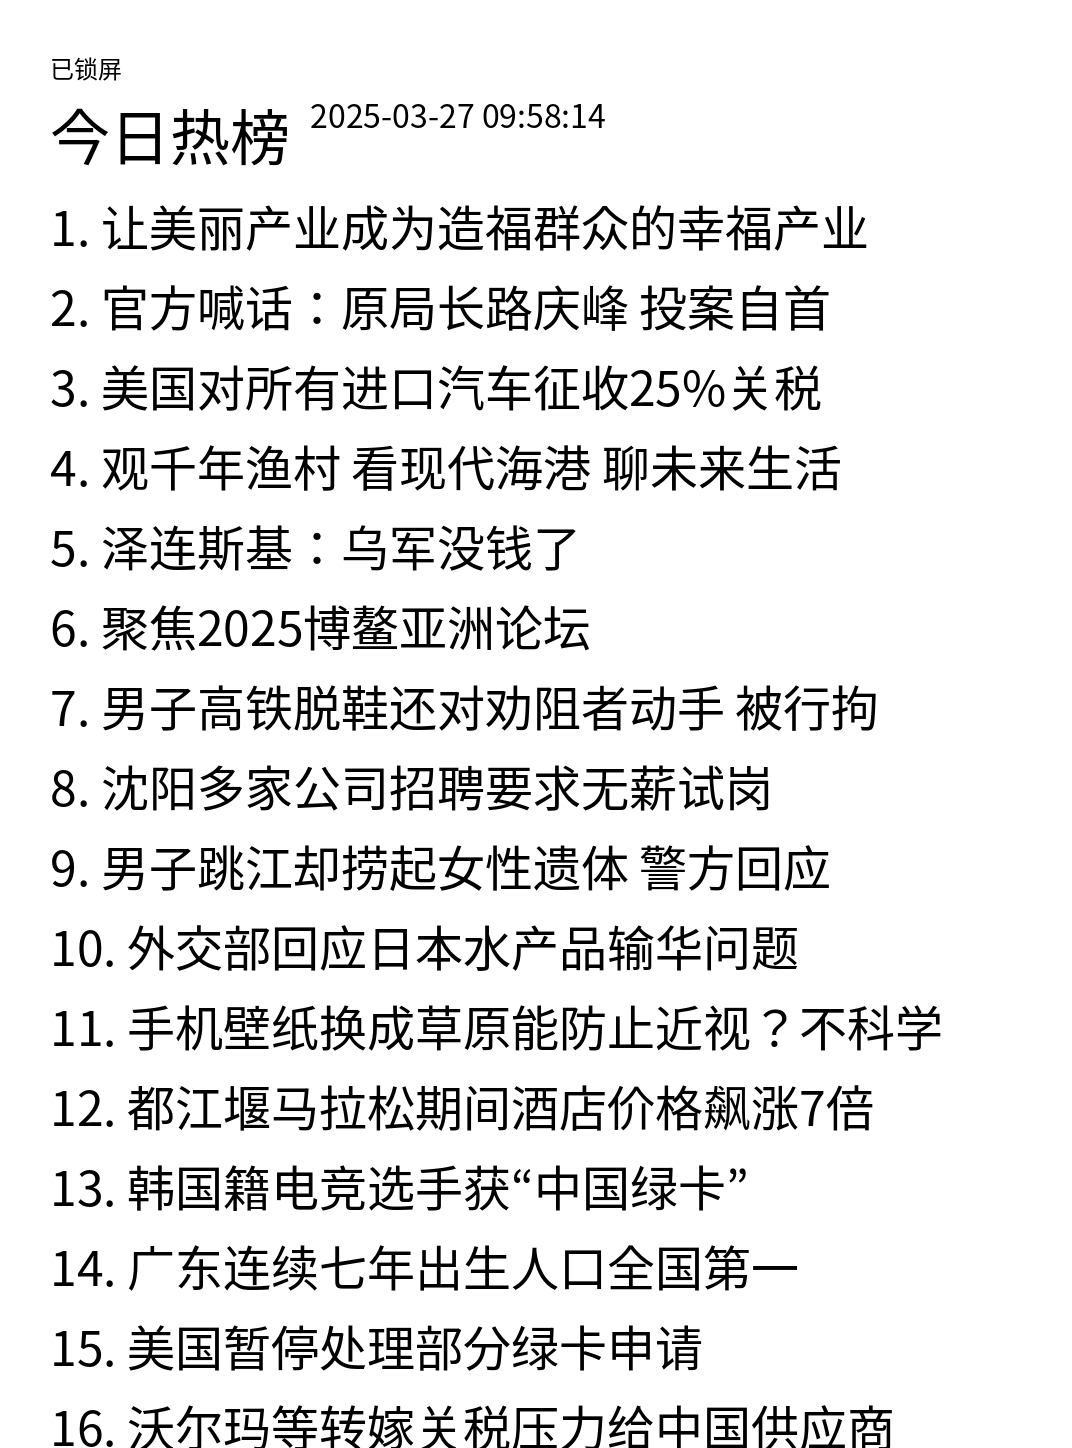 已锁屏
今日热榜 2025-03-27 09:58:14
1. 让美丽产业成为造福群众的幸福产业
2. 官方喊话：原局长路庆峰 投案自首
3. 美国对所有进口汽车征收25%关税
4. 观千年渔村 看现代海港 聊未来生活
5. 泽连斯基：乌军没钱了
6. 聚焦2025博鳌亚洲论坛
7. 男子高铁脱鞋还对劝阻者动手 被行拘
8. 沈阳多家公司招聘要求无薪试岗
9. 男子跳江却捞起女性遗体 警方回应
10. 外交部回应日本水产品输华问题
11. 手机壁纸换成草原能防止近视？不科学
12. 都江堰马拉松期间酒店价格飙涨7倍
13. 韩国籍电竞选手获“中国绿卡”
14. 广东连续七年出生人口全国第一
15. 美国暂停处理部分绿卡申请
16. 沃尔玛等转嫁关税压力给中国供应商